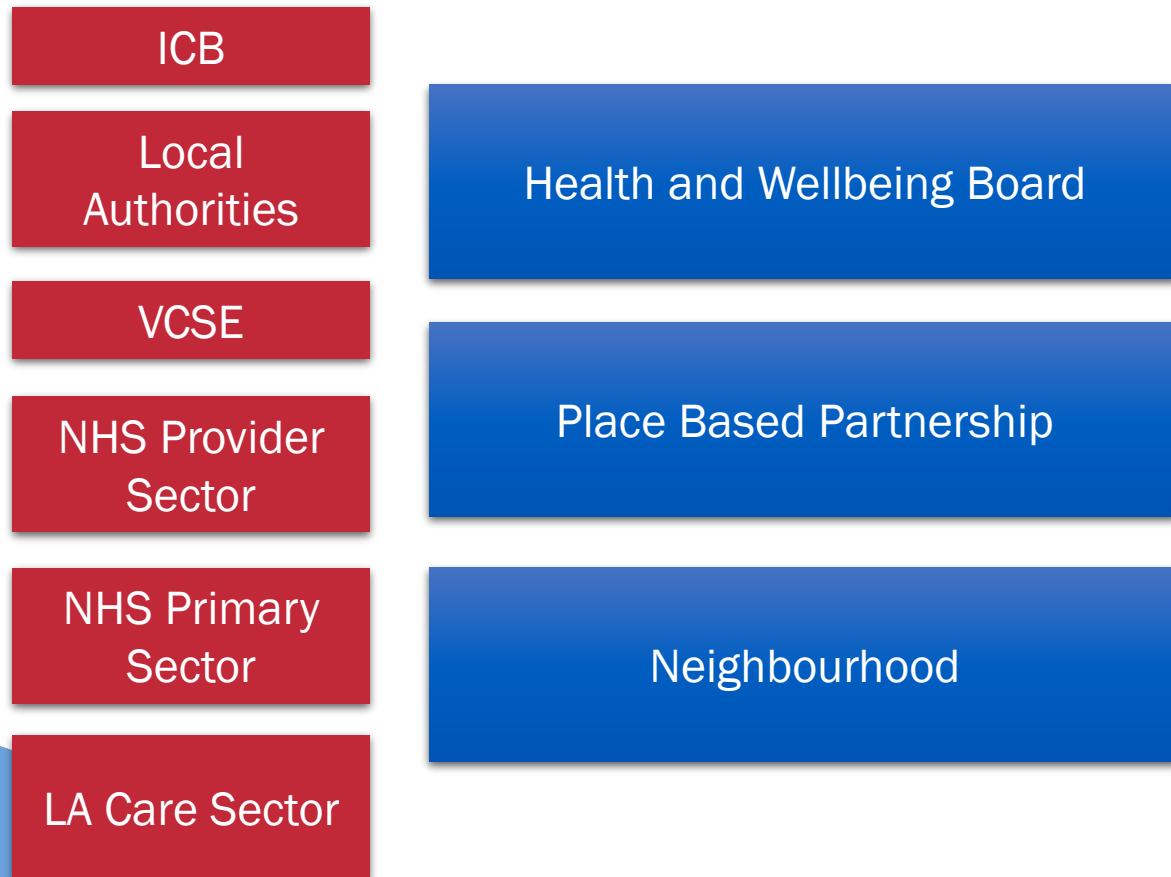 ICB
Local
Authorities
VCSE
NHS Provider
Sector
NHS Primary
Sector
LA Care Sector
Health and Wellbeing Board
Place Based Partnership
Neighbourhood